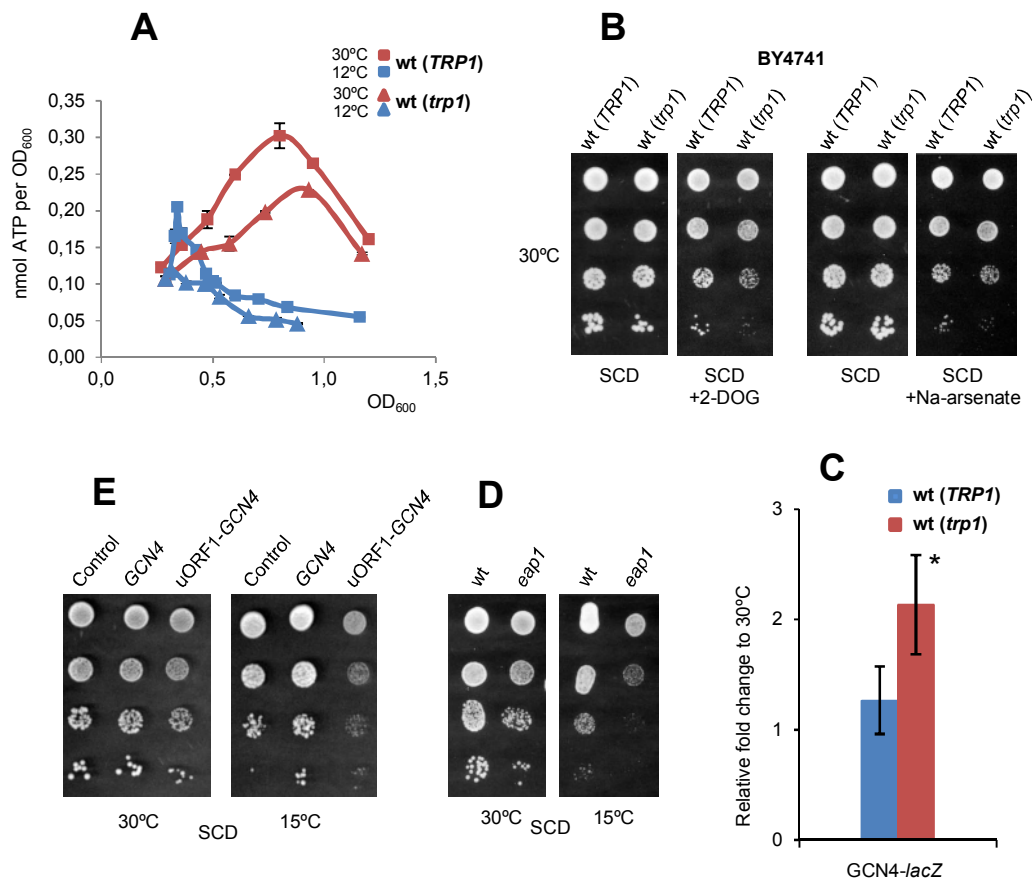 A
30ºC
12ºC
wt (TRP1)
30ºC
12ºC
wt (trp1)
0,35
0,30
0,25
0,20
0,15
0,10
0,05
0,00
nmol ATP per OD600
0,0
0,5
1,0
1,5
OD600
B
BY4741
wt (TRP1)
wt (trp1)
wt (TRP1)
wt (trp1)
wt (TRP1)
wt (trp1)
wt (TRP1)
wt (trp1)
30ºC
SCD
SCD
+2-DOG
SCD
SCD
+Na-arsenate
E
Control
GCN4
uORF1-GCN4
Control
GCN4
uORF1-GCN4
30ºC
SCD
15ºC
D
wt
eap1
wt
eap1
30ºC
SCD
15ºC
C
wt (TRP1)
wt (trp1)
3
2
1
0
Relative fold change to 30ºC
*
GCN4-lacZ